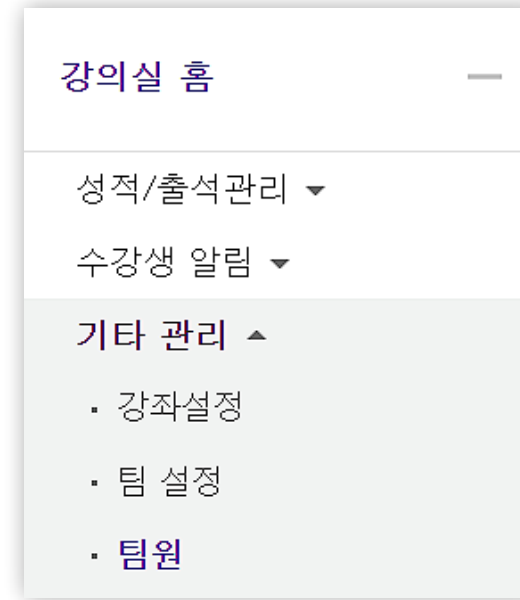 강의실 홈
성적/출석관리
수강생 알림
기타 관리
강좌설정
팀 설정
팀원